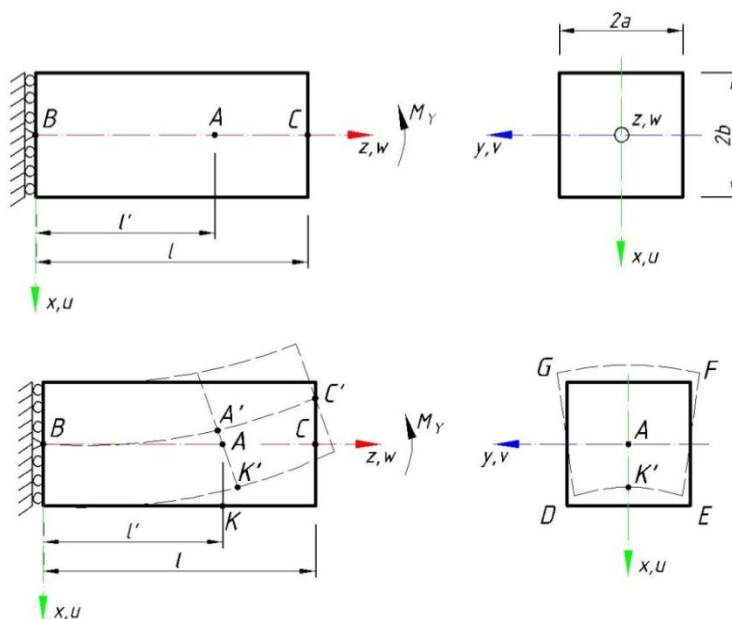 2a
B
A
C
M_Y
z,w
l'
l
x,u
z,w
y,v
2b
x,u
C'
A'
B
A
C
M_Y
z,w
K'
K
l'
l
x,u
G
F
A
y,v
K'
D
E
x,u